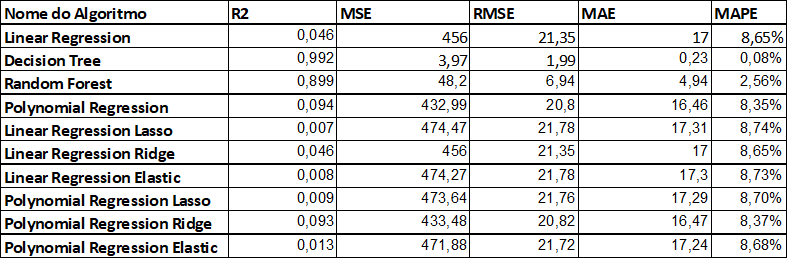 Nome do Algoritmo R2 MSE RMSE MAE MAPE
Linear Regression 0,046 456 21,35 17 8,65%
Decision Tree 0,992 3,97 1,99 0,23 0,08%
Random Forest 0,899 48,2 6,94 4,94 2,56%
Polynomial Regression 0,094 432,99 20,8 16,46 8,35%
Linear Regression Lasso 0,007 474,47 21,78 17,31 8,74%
Linear Regression Ridge 0,046 456 21,35 17 8,65%
Linear Regression Elastic 0,008 474,27 21,78 17,3 8,73%
Polynomial Regression Lasso 0,009 473,64 21,76 17,29 8,70%
Polynomial Regression Ridge 0,093 433,48 20,82 16,47 8,37%
Polynomial Regression Elastic 0,013 471,88 21,72 17,24 8,68%